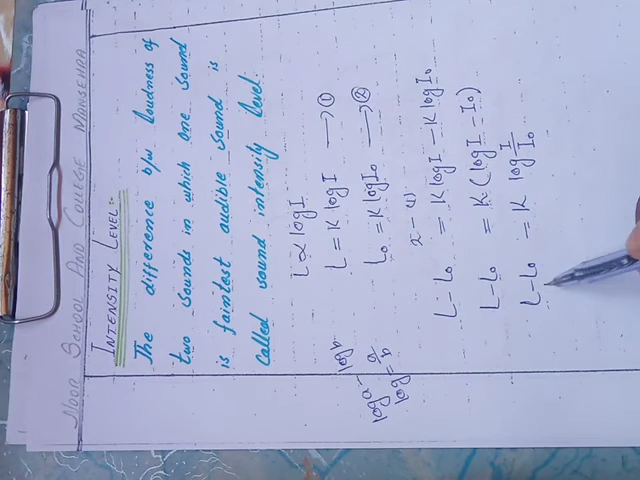 NOOR SCHOOL AND COLLEGE MANSEHRA
INTENSITY LEVEL:-
The difference b/w loudness of
two sounds in which one sound
is faintest audible sound is
Called sound intensity level.
L ∝ log I
L = K log I → ①
L₀ = K log I₀ → ②
L - L₀ = K log I - K log I₀
L - L₀ = K (log I - I₀)
L - L₀ = K log I/I₀
log a - log b
log = a/b